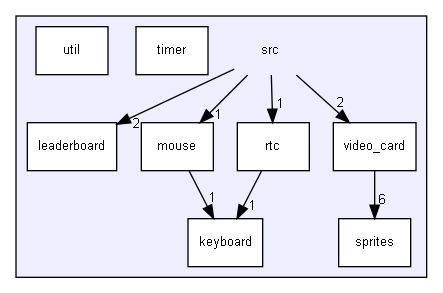 util
timer
src
2
1
1
2
leaderboard
mouse
rtc
video_card
1
1
6
keyboard
sprites